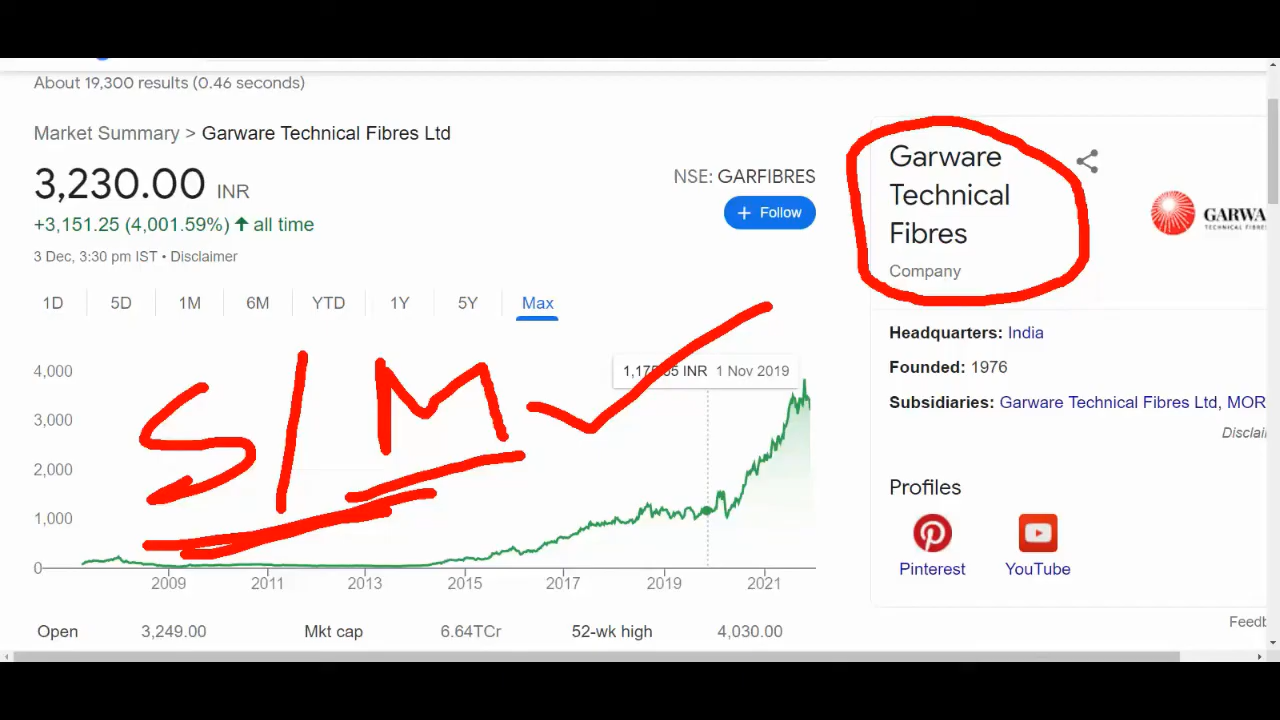 About 19,300 results (0.46 seconds)
Market Summary > Garware Technical Fibres Ltd
3,230.00 INR
+3,151.25 (4,001.59%) ↑ all time
3 Dec, 3:30 pm IST • Disclaimer
NSE: GARFIBRES
+ Follow
1D 5D 1M 6M YTD 1Y 5Y Max
S/M
INR 1 Nov 2019
4,000
3,000
2,000
1,000
0
2009 2011 2013 2015 2017 2019 2021
Open 3,249.00 Mkt cap 6.64TCr 52-wk high 4,030.00
Garware
Technical
Fibres
Company
GARWA
TECHNICAL FIBRE
Headquarters: India
Founded: 1976
Subsidiaries: Garware Technical Fibres Ltd, MOR
Disclai
Profiles
Pinterest YouTube
Feedb